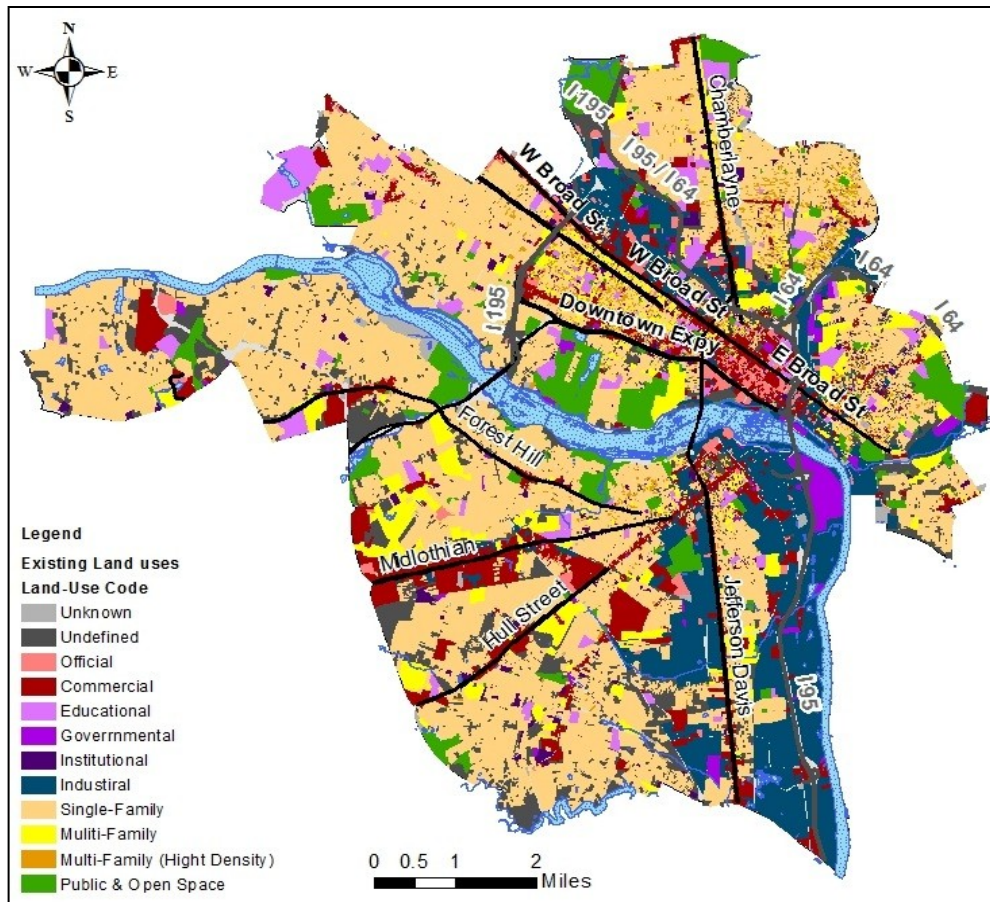 N
W E
S
I 195
I 95 / I 64
Chamberlayne
W Broad St.
W Broad St.
I 64
I 64
I 64
I 195
Downtown Expy
E Broad St.
Forest Hill
Midlothian
Hull Street
Jefferson Davis
I 95
Legend
Existing Land uses
Land-Use Code
Unknown
Undefined
Official
Commercial
Educational
Governmental
Institutional
Industiral
Single-Family
Muliti-Family
Multi-Family (Hight Density)
Public & Open Space
0 0.5 1 2
Miles